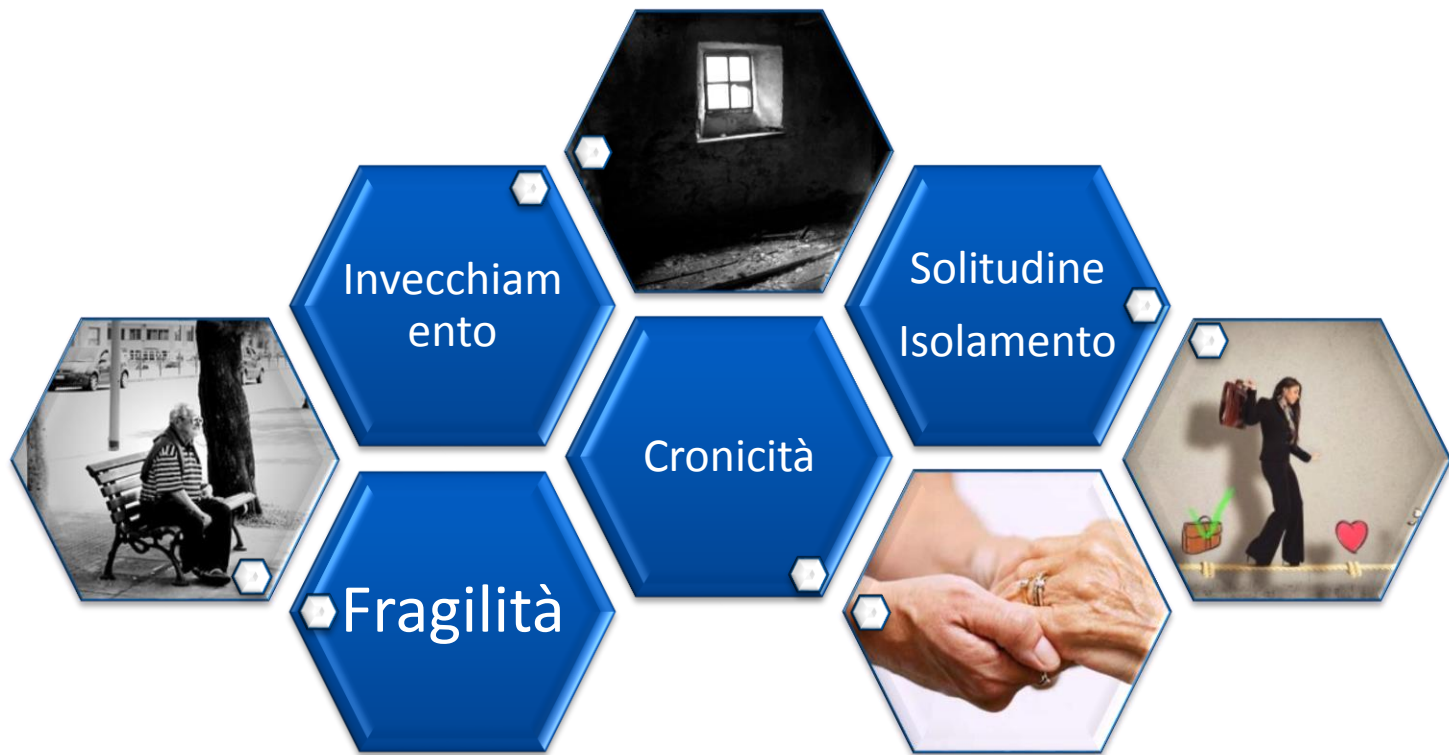 Invecchiam
ento
Solitudine
Isolamento
Cronicità
Fragilità